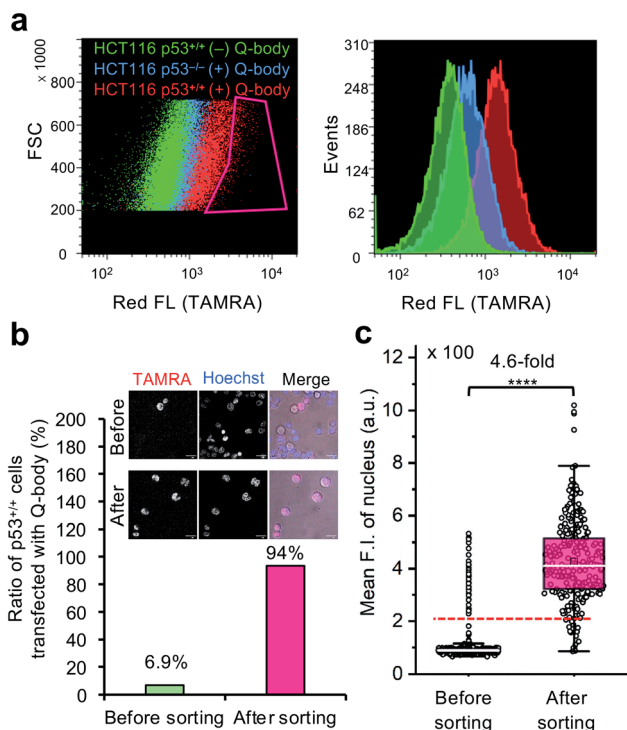 a
HCT116 p53+/+ (–) Q-body
HCT116 p53–/– (+) Q-body
HCT116 p53+/+ (+) Q-body
x 1000
800
600
400
200
0
FSC
10² 10³ 10⁴
Red FL (TAMRA)
310
248
186
124
62
0
Events
10² 10³ 10⁴
Red FL (TAMRA)
b
TAMRA Hoechst Merge
Before
After
200
180
160
140
120
100
80
60
40
20
0
Ratio of p53+/+ cells
transfected with Q-body (%)
6.9%
94%
Before sorting After sorting
c
x 100
4.6-fold
****
12
10
8
6
4
2
0
Mean F.I. of nucleus (a.u.)
Before
sorting
After
sorting